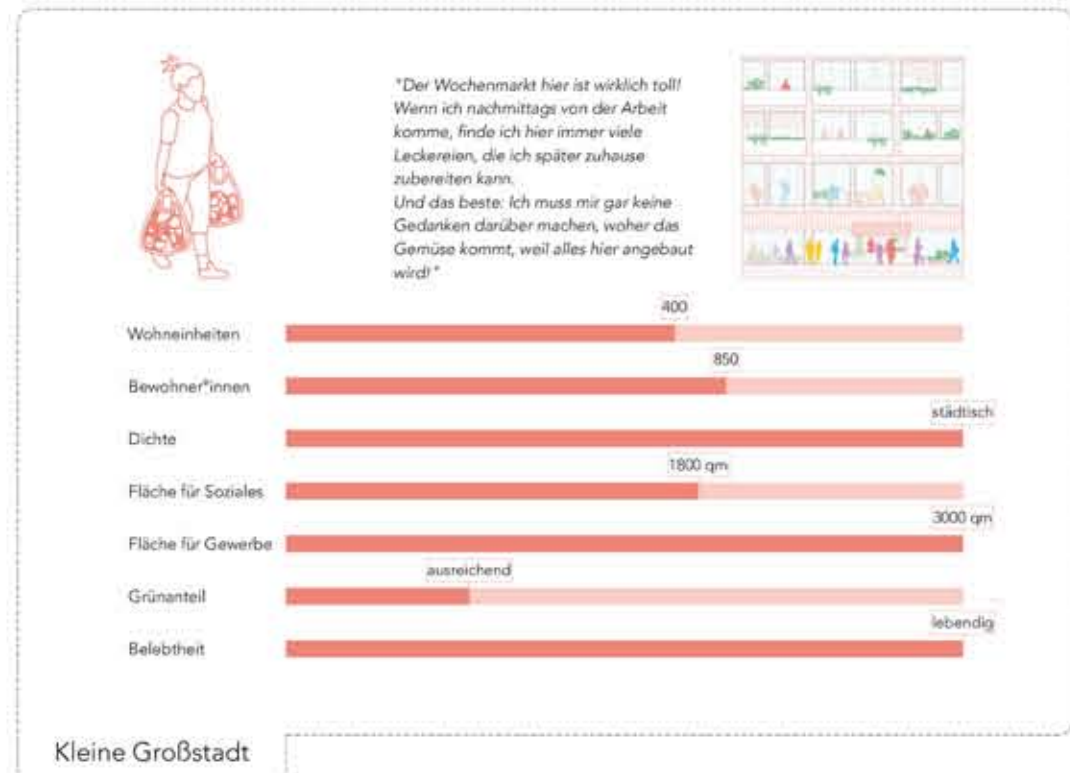 "Der Wochenmarkt hier ist wirklich toll!
Wenn ich nachmittags von der Arbeit
komme, finde ich hier immer viele
Leckereien, die ich später zuhause
zubereiten kann.
Und das beste: Ich muss mir gar keine
Gedanken darüber machen, woher das
Gemüse kommt, weil alles hier angebaut
wird!"
400
Wohneinheiten
850
Bewohner*innen
städtisch
Dichte
1800 qm
Fläche für Soziales
3000 qm
Fläche für Gewerbe
ausreichend
Grünanteil
lebendig
Belebtheit
Kleine Großstadt